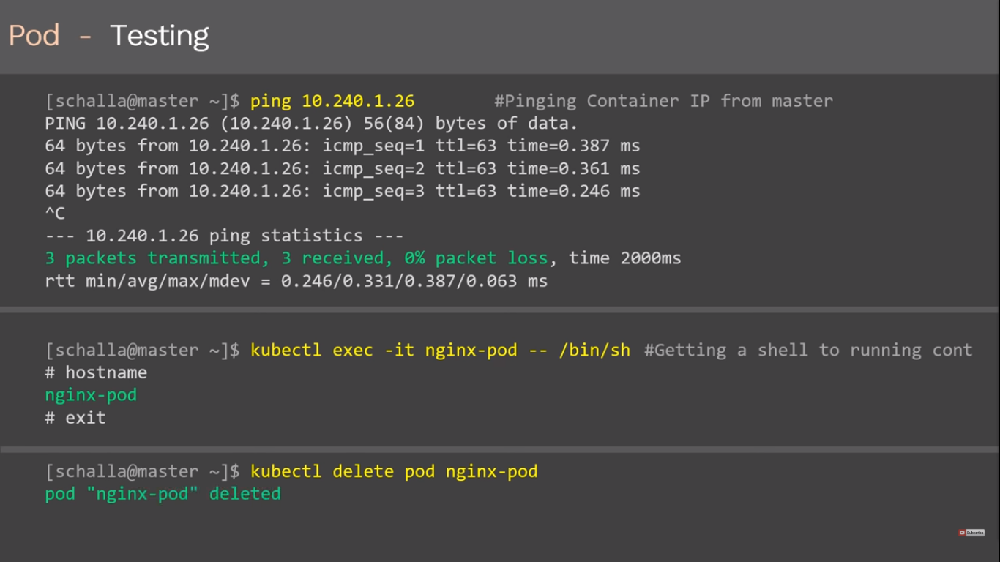 Pod - Testing
[schalla@master ~]$ ping 10.240.1.26 #Pinging Container IP from master
PING 10.240.1.26 (10.240.1.26) 56(84) bytes of data.
64 bytes from 10.240.1.26: icmp_seq=1 ttl=63 time=0.387 ms
64 bytes from 10.240.1.26: icmp_seq=2 ttl=63 time=0.361 ms
64 bytes from 10.240.1.26: icmp_seq=3 ttl=63 time=0.246 ms
^C
--- 10.240.1.26 ping statistics ---
3 packets transmitted, 3 received, 0% packet loss, time 2000ms
rtt min/avg/max/mdev = 0.246/0.331/0.387/0.063 ms
[schalla@master ~]$ kubectl exec -it nginx-pod -- /bin/sh #Getting a shell to running cont
# hostname
nginx-pod
# exit
[schalla@master ~]$ kubectl delete pod nginx-pod
pod "nginx-pod" deleted
Subscribe